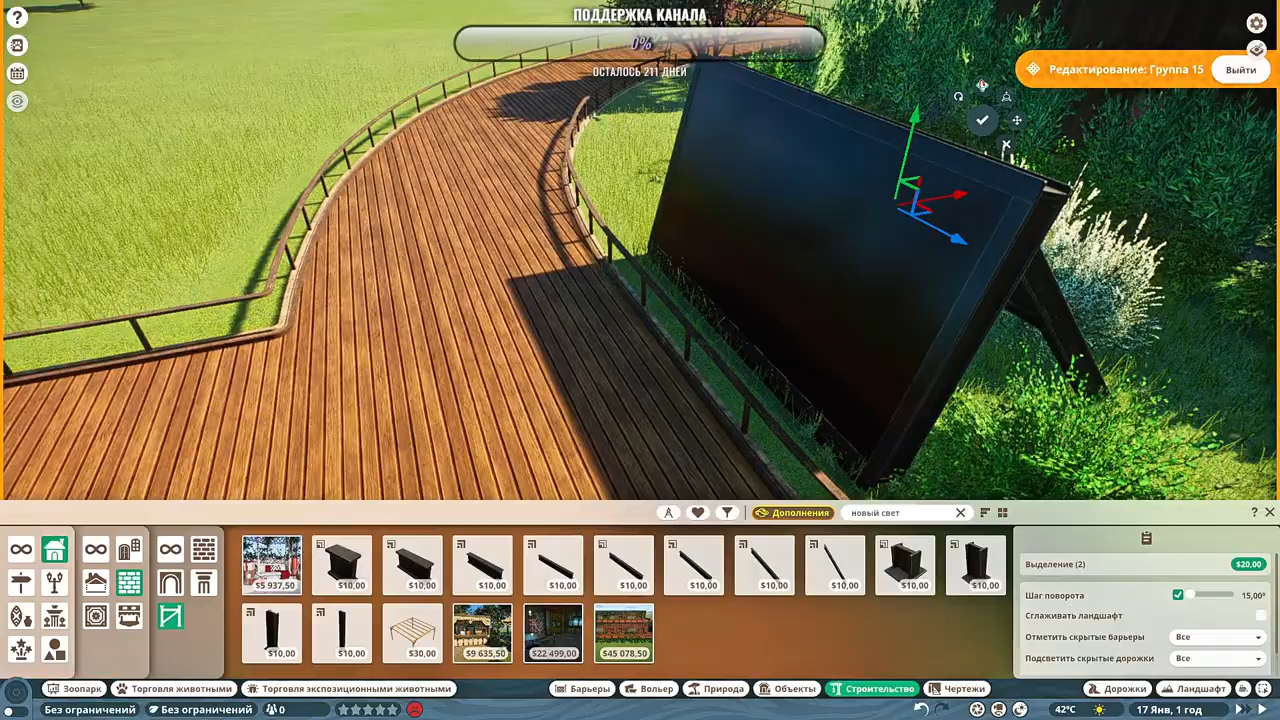 ПОДДЕРЖКА КАНАЛА
0%
ОСТАЛОСЬ 211 ДНЕЙ
Редактирование: Группа 15
Выйти
Дополнения
новый свет
$5 937,50
$10,00
$10,00
$10,00
$10,00
$10,00
$10,00
$10,00
$10,00
$10,00
$10,00
$10,00
$10,00
$30,00
$9 635,50
$22 499,00
$45 078,50
Выделение (2)
$20,00
Шаг поворота
15,00°
Сглаживать ландшафт
Отметить скрытые барьеры
Все
Подсветить скрытые дорожки
Все
Зоопарк
Торговля животными
Торговля экспозиционными животными
Барьеры
Вольер
Природа
Объекты
Строительство
Чертежи
Дорожки
Ландшафт
Без ограничений
Без ограничений
0
42°C
17 Янв, 1 год